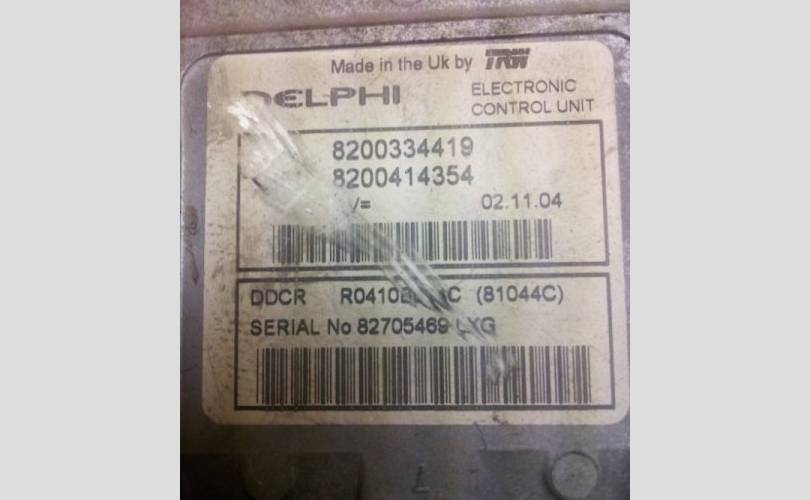 Made in the Uk by TRW
DELPHI
ELECTRONIC
CONTROL UNIT
8200334419
8200414354
/= 02.11.04
DDCR (81044C)
SERIAL No 82705469
L